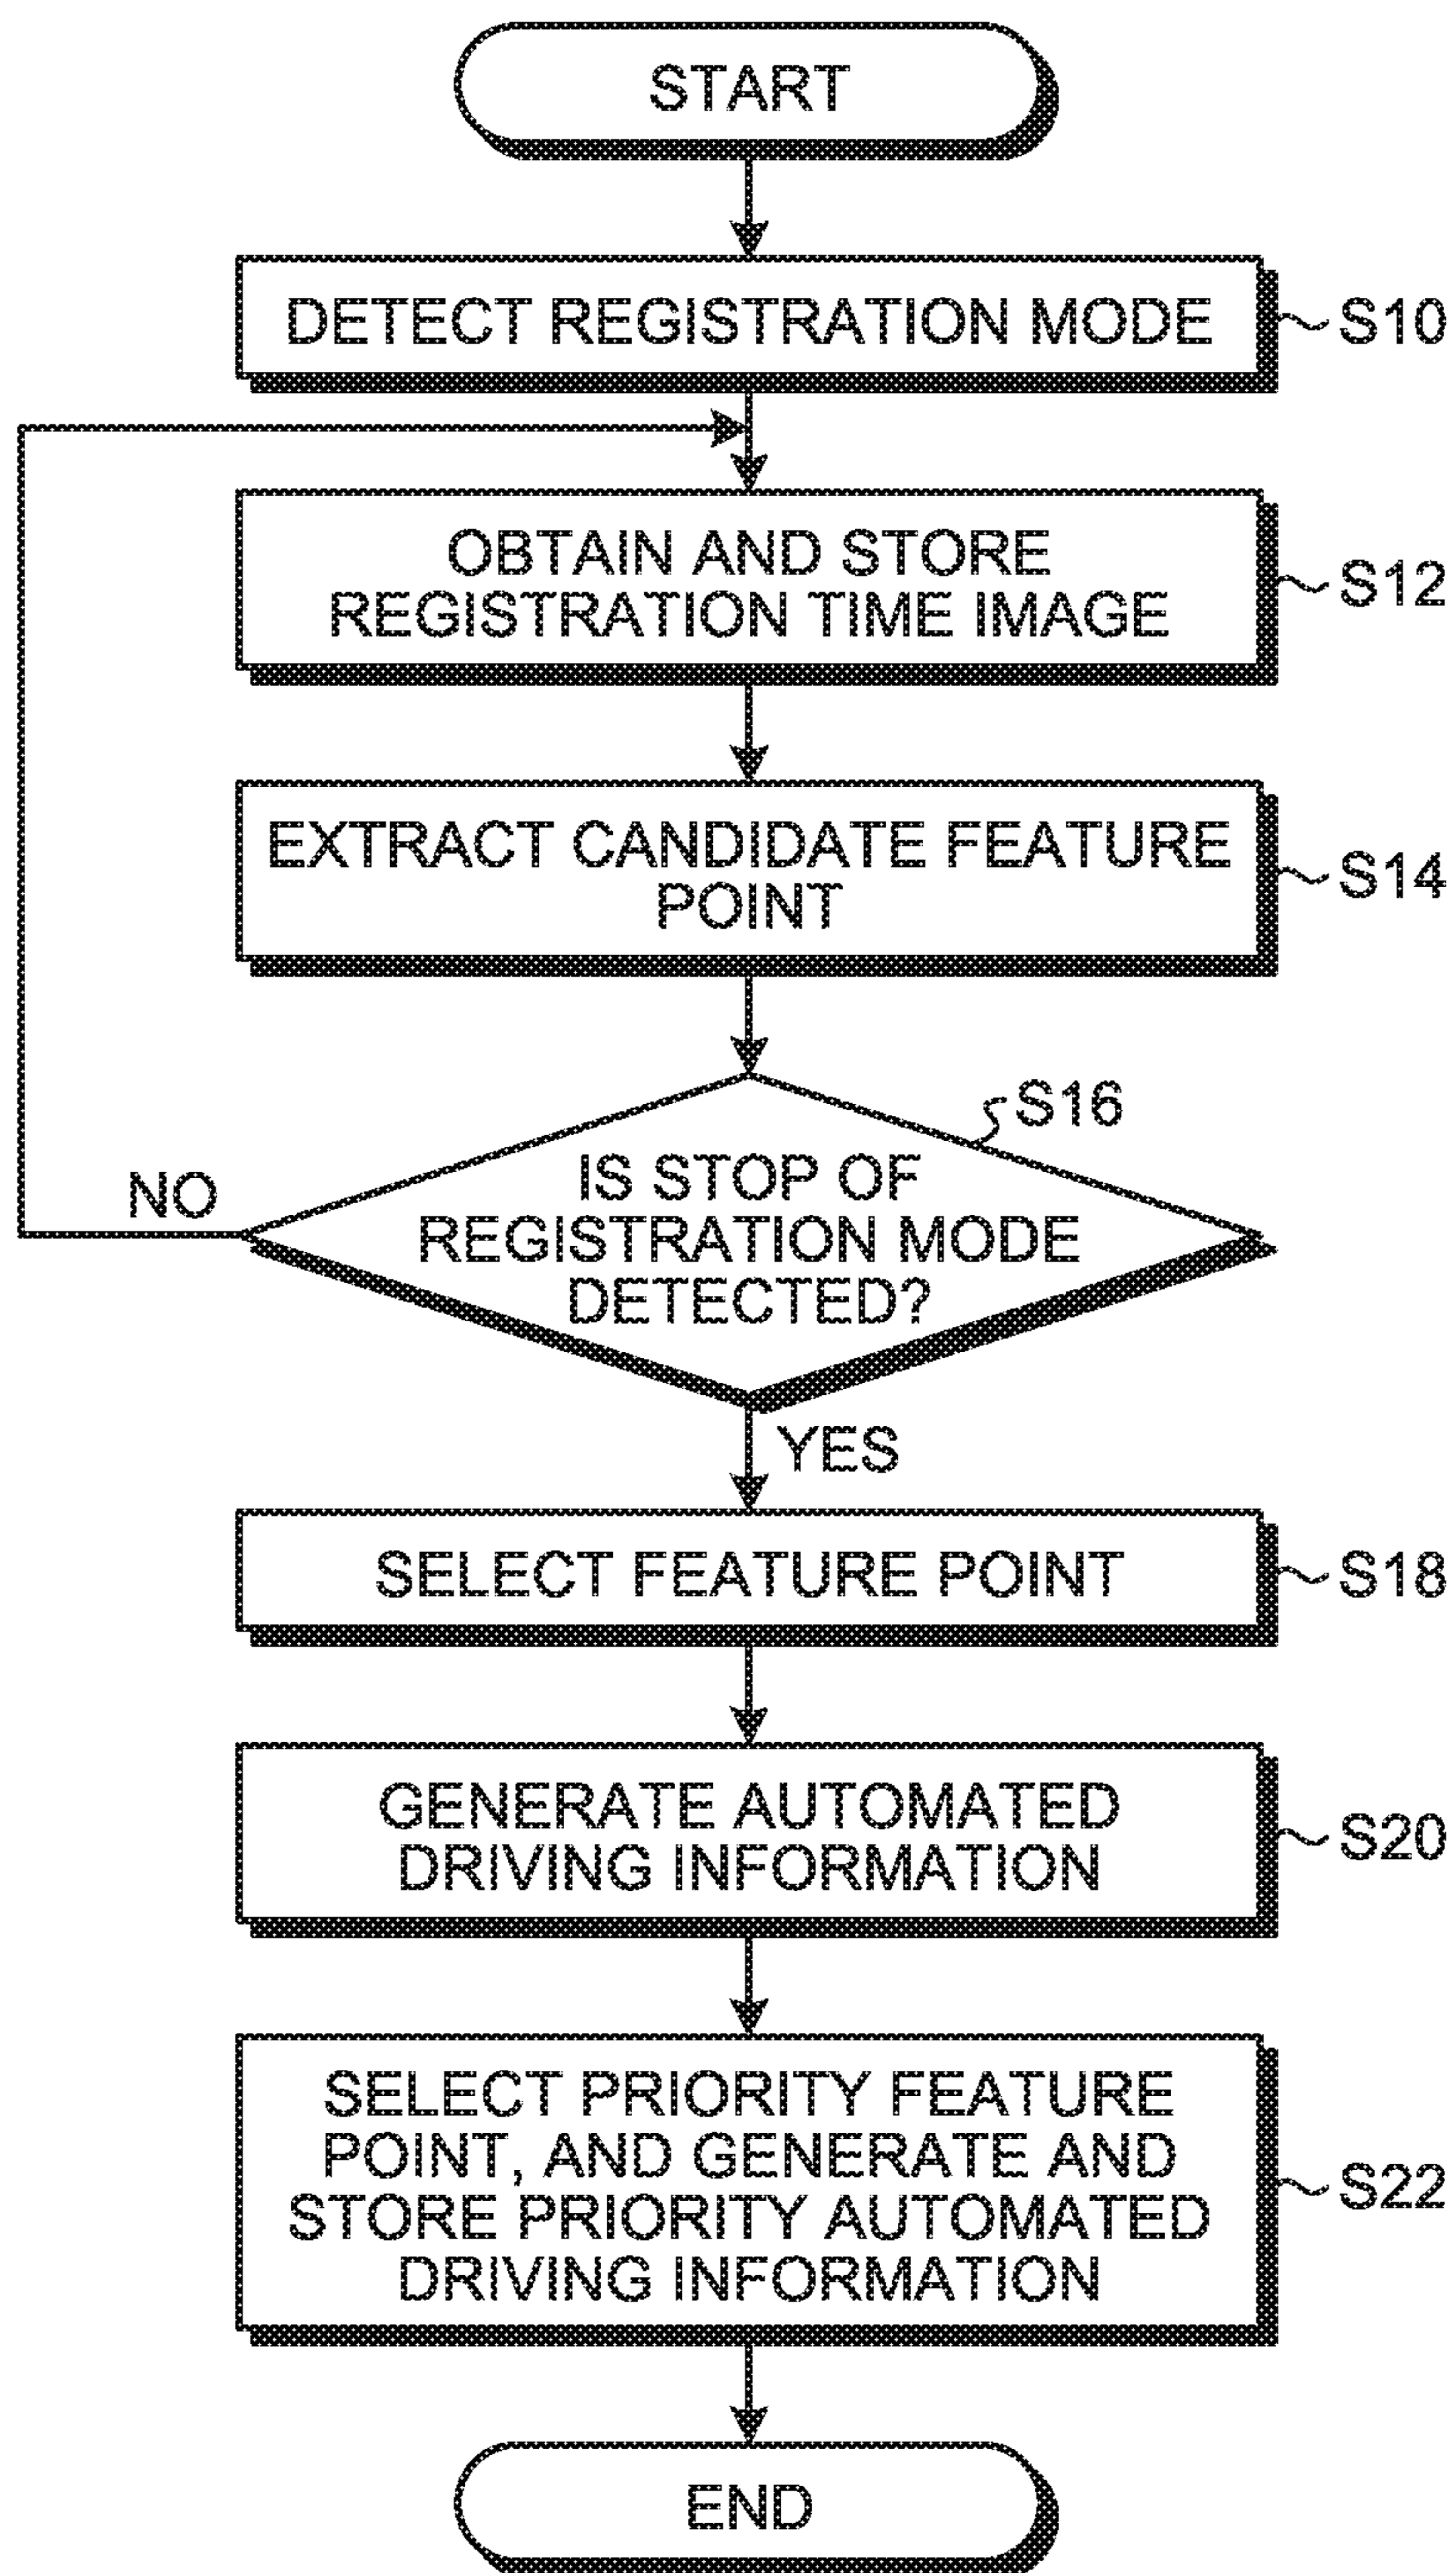 START
DETECT REGISTRATION MODE
S10
OBTAIN AND STORE
REGISTRATION TIME IMAGE
S12
EXTRACT CANDIDATE FEATURE
POINT
S14
S16
IS STOP OF
REGISTRATION MODE
DETECTED?
NO
YES
SELECT FEATURE POINT
S18
GENERATE AUTOMATED
DRIVING INFORMATION
S20
SELECT PRIORITY FEATURE
POINT, AND GENERATE AND
STORE PRIORITY AUTOMATED
DRIVING INFORMATION
S22
END